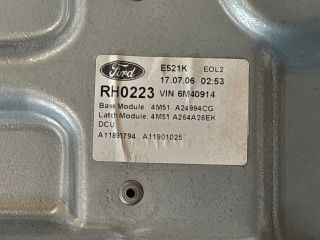 Ford
E521K EOL2
17.07.06 02:53
RH0223 VIN 6M40914
Base Module: 4M51 A24994CG
Latch Module: 4M51 A264A26EK
DCU:
A11891794 A11901025